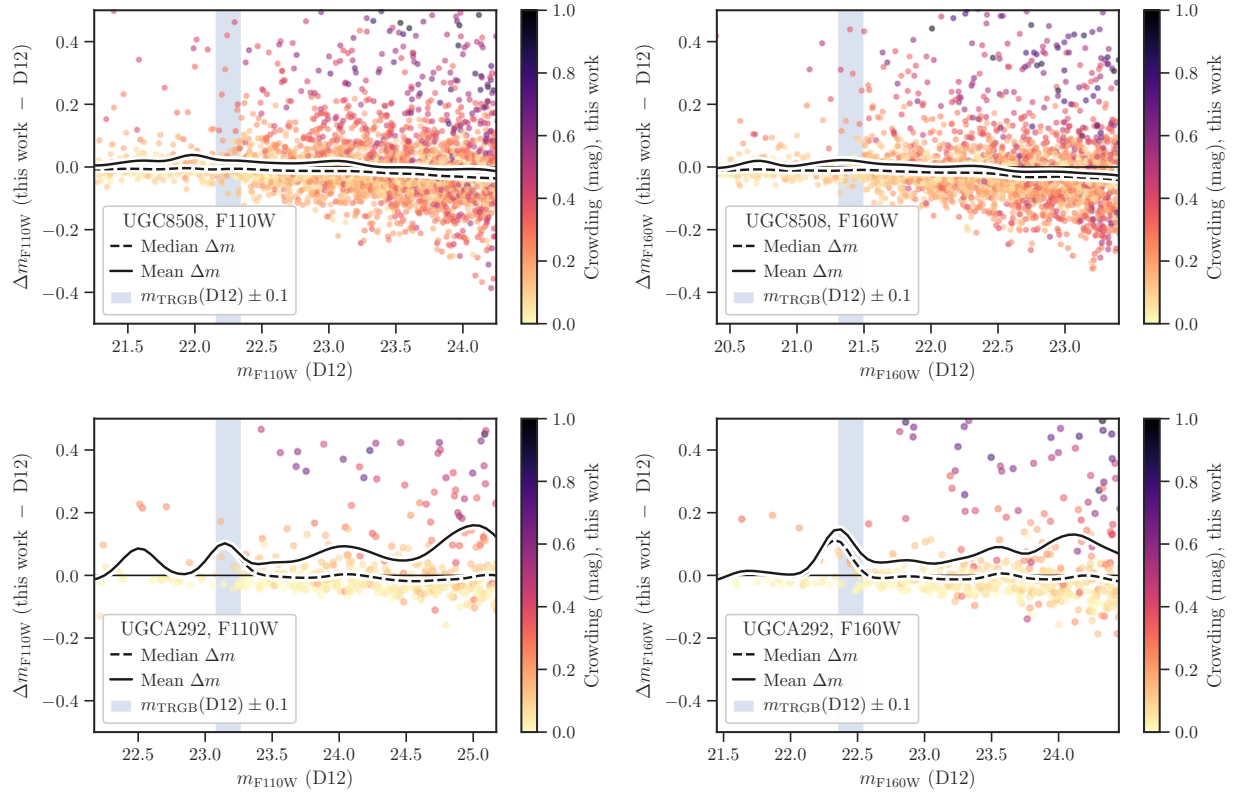 0.4
0.2
0.0
−0.2
−0.4
Δm_F110W (this work − D12)
UGC8508, F110W
Median Δm
Mean Δm
m_TRGB(D12) ± 0.1
21.5 22.0 22.5 23.0 23.5 24.0
m_F110W (D12)
1.0
0.8
0.6
0.4
0.2
0.0
Crowding (mag), this work
0.4
0.2
0.0
−0.2
−0.4
Δm_F160W (this work − D12)
UGC8508, F160W
Median Δm
Mean Δm
m_TRGB(D12) ± 0.1
20.5 21.0 21.5 22.0 22.5 23.0
m_F160W (D12)
1.0
0.8
0.6
0.4
0.2
0.0
Crowding (mag), this work
0.4
0.2
0.0
−0.2
−0.4
Δm_F110W (this work − D12)
UGCA292, F110W
Median Δm
Mean Δm
m_TRGB(D12) ± 0.1
22.5 23.0 23.5 24.0 24.5 25.0
m_F110W (D12)
1.0
0.8
0.6
0.4
0.2
0.0
Crowding (mag), this work
0.4
0.2
0.0
−0.2
−0.4
Δm_F160W (this work − D12)
UGCA292, F160W
Median Δm
Mean Δm
m_TRGB(D12) ± 0.1
21.5 22.0 22.5 23.0 23.5 24.0
m_F160W (D12)
1.0
0.8
0.6
0.4
0.2
0.0
Crowding (mag), this work